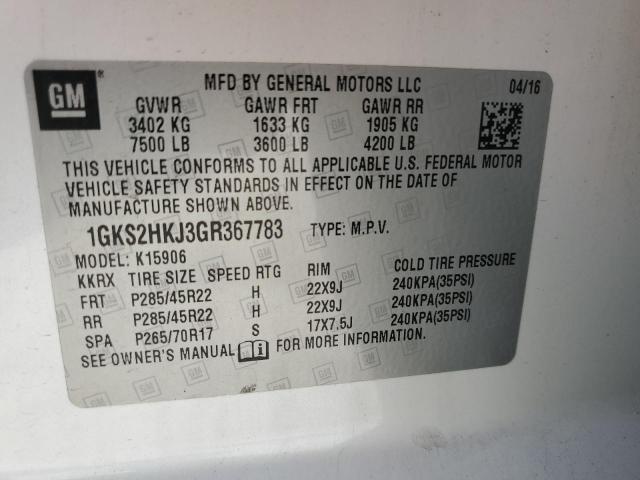 GM ® MFD BY GENERAL MOTORS LLC 04/16
GVWR GAWR FRT GAWR RR
3402 KG 1633 KG 1905 KG
7500 LB 3600 LB 4200 LB
THIS VEHICLE CONFORMS TO ALL APPLICABLE U.S. FEDERAL MOTOR
VEHICLE SAFETY STANDARDS IN EFFECT ON THE DATE OF
MANUFACTURE SHOWN ABOVE.
1GKS2HKJ3GR367783 TYPE: M.P.V.
MODEL: K15906
KKRX TIRE SIZE SPEED RTG RIM COLD TIRE PRESSURE
FRT P285/45R22 H 22X9J 240KPA(35PSI)
RR P285/45R22 H 22X9J 240KPA(35PSI)
SPA P265/70R17 S 17X7.5J 240KPA(35PSI)
SEE OWNER'S MANUAL FOR MORE INFORMATION.